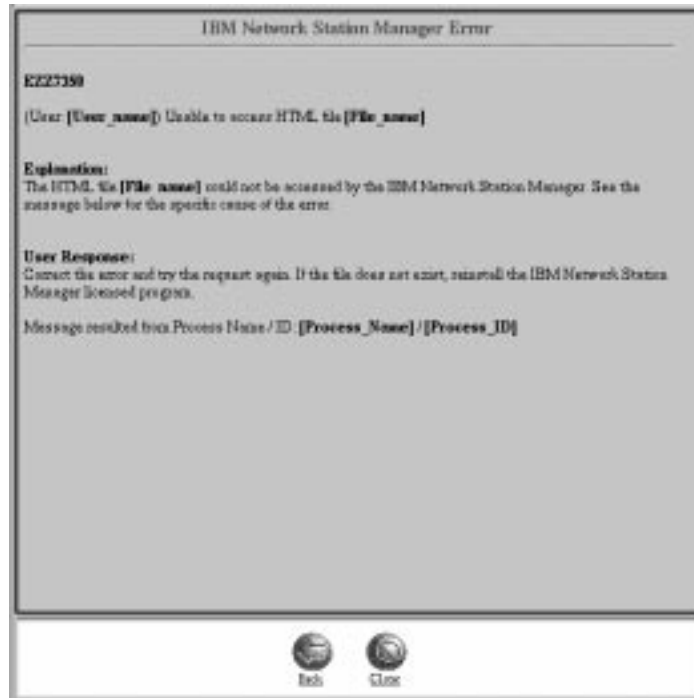 IBM Network Station Manager Error
EZZ7350
(User [User_name]) Unable to access HTML file [File_name]
Explanation:
The HTML file [File name] could not be accessed by the IBM Network Station Manager. See the
message below for the specific cause of the error.
User Response:
Correct the error and try the request again. If the file does not exist, reinstall the IBM Network Station
Manager licensed program.
Message resulted from Process Name / ID: [Process_Name] / [Process_ID]
Back
Close